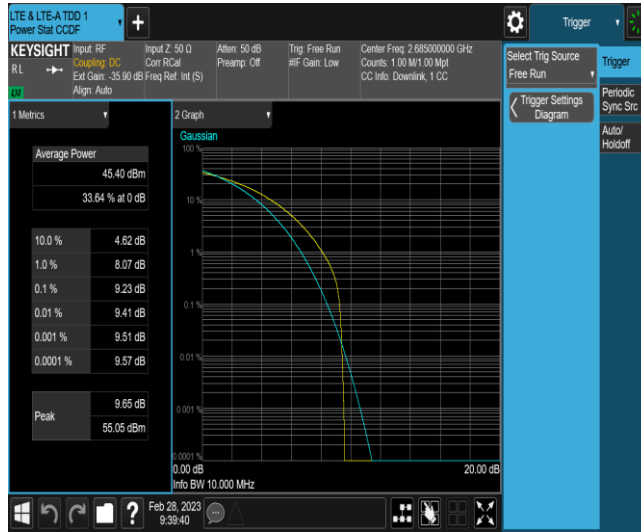 LTE & LTE-A TDD 1
Power Stat CCDF
Trigger
KEYSIGHT
RL
Input: RF
Coupling: DC
Ext Gain: -35.90 dB
Align: Auto
Input Z: 50 Ω
Corr RCal
Freq Ref: Int (S)
Atten: 50 dB
Preamp: Off
Trig: Free Run
#IF Gain: Low
Center Freq: 2.685000000 GHz
Counts: 1.00 M/1.00 Mpt
CC Info: Downlink, 1 CC
Select Trig Source
Free Run
Trigger Settings
Diagram
Trigger
Periodic
Sync Src
Auto/
Holdoff
1 Metrics
Average Power
45.40 dBm
33.64 % at 0 dB
10.0 % 4.62 dB
1.0 % 8.07 dB
0.1 % 9.23 dB
0.01 % 9.41 dB
0.001 % 9.51 dB
0.0001 % 9.57 dB
Peak
9.65 dB
55.05 dBm
2 Graph
Gaussian
100 %
10 %
1 %
0.1 %
0.01 %
0.001 %
0.0001 %
0.00 dB
20.00 dB
Info BW 10.000 MHz
?
Feb 28, 2023
9:39:40